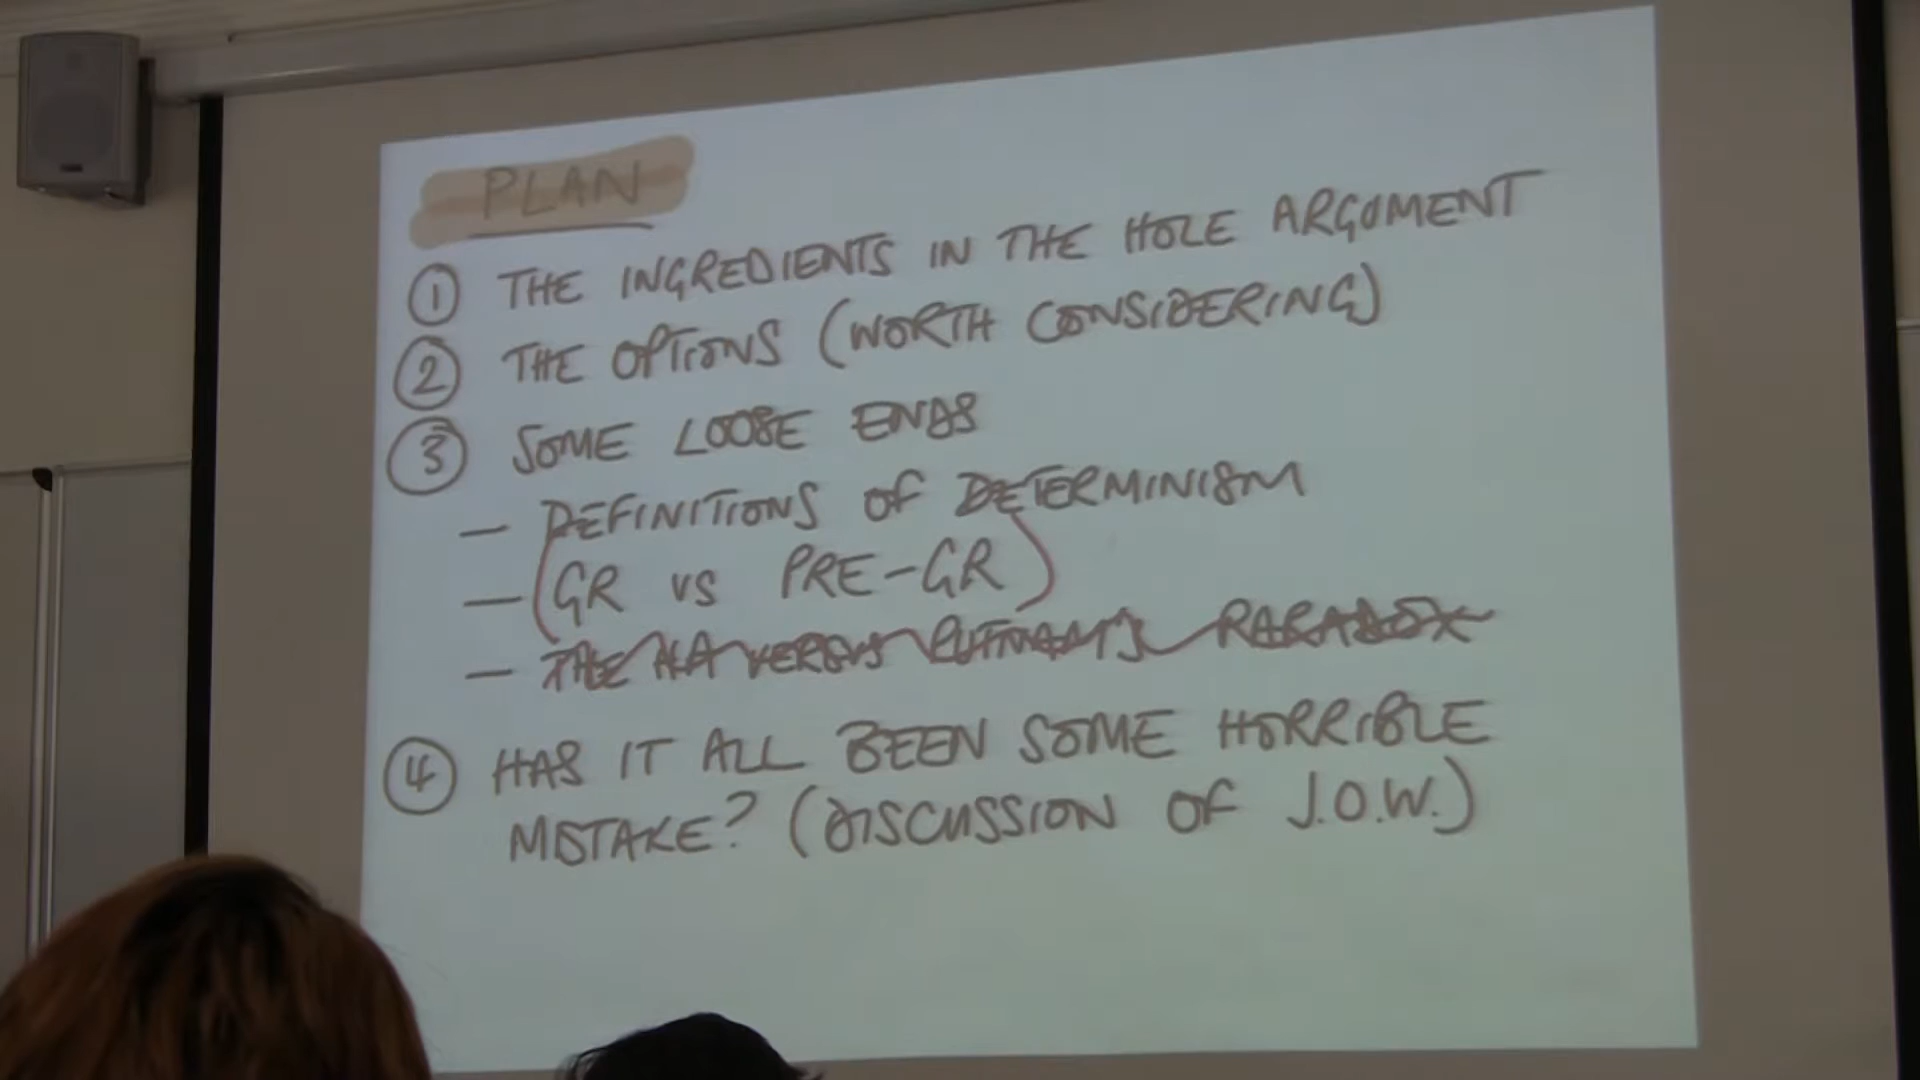 PLAN
① THE INGREDIENTS IN THE HOLE ARGUMENT
② THE OPTIONS (WORTH CONSIDERING)
③ SOME LOOSE ENDS
— DEFINITIONS OF DETERMINISM
— (GR VS PRE-GR)
— THE HA VERSUS PUTNAM'S PARADOX
④ HAS IT ALL BEEN SOME HORRIBLE
MISTAKE? (DISCUSSION OF J.O.W.)